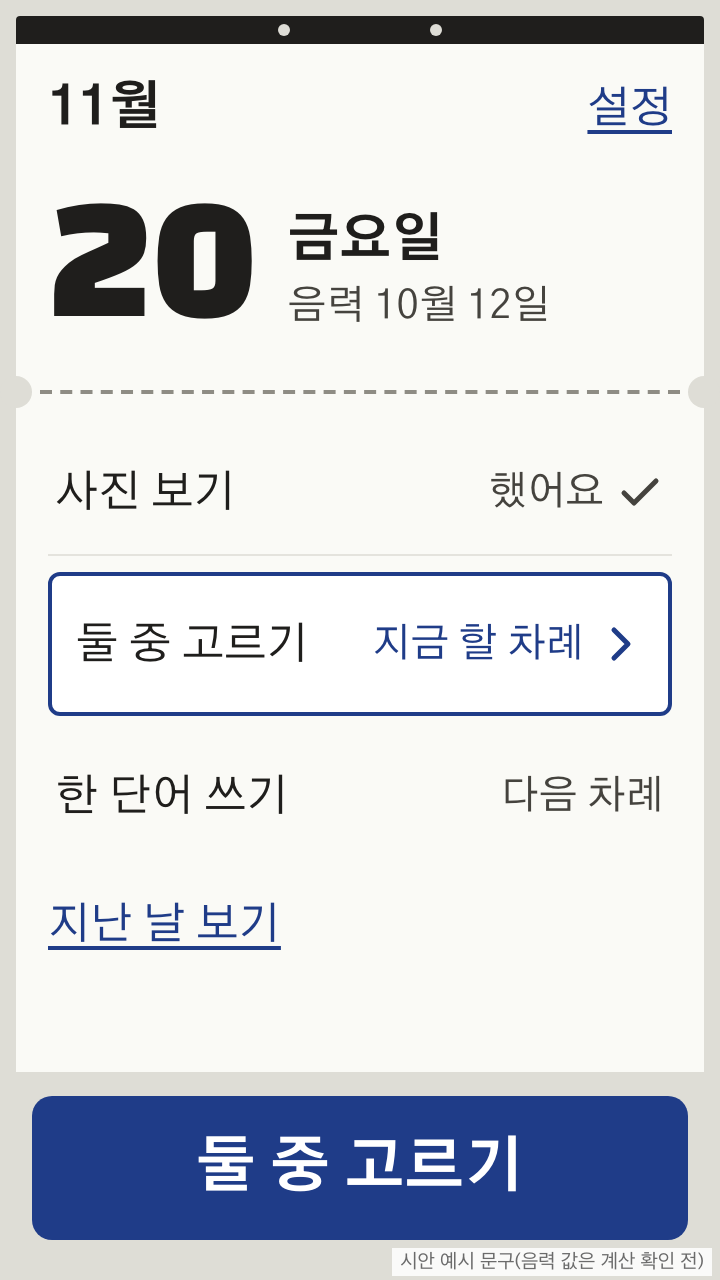 11월
설정
20
금요일
음력 10월 12일
사진 보기
했어요
둘 중 고르기
지금 할 차례
한 단어 쓰기
다음 차례
지난 날 보기
둘 중 고르기
시안 예시 문구(음력 값은 계산 확인 전)